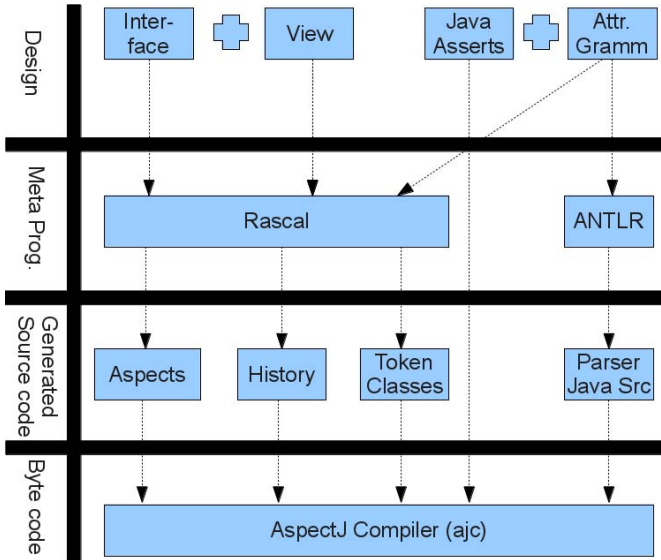 Design
Inter-
face
View
Java
Asserts
Attr.
Gramm
Meta Prog.
Rascal
ANTLR
Generated
Source code
Aspects
History
Token
Classes
Parser
Java Src
Byte code
AspectJ Compiler (ajc)